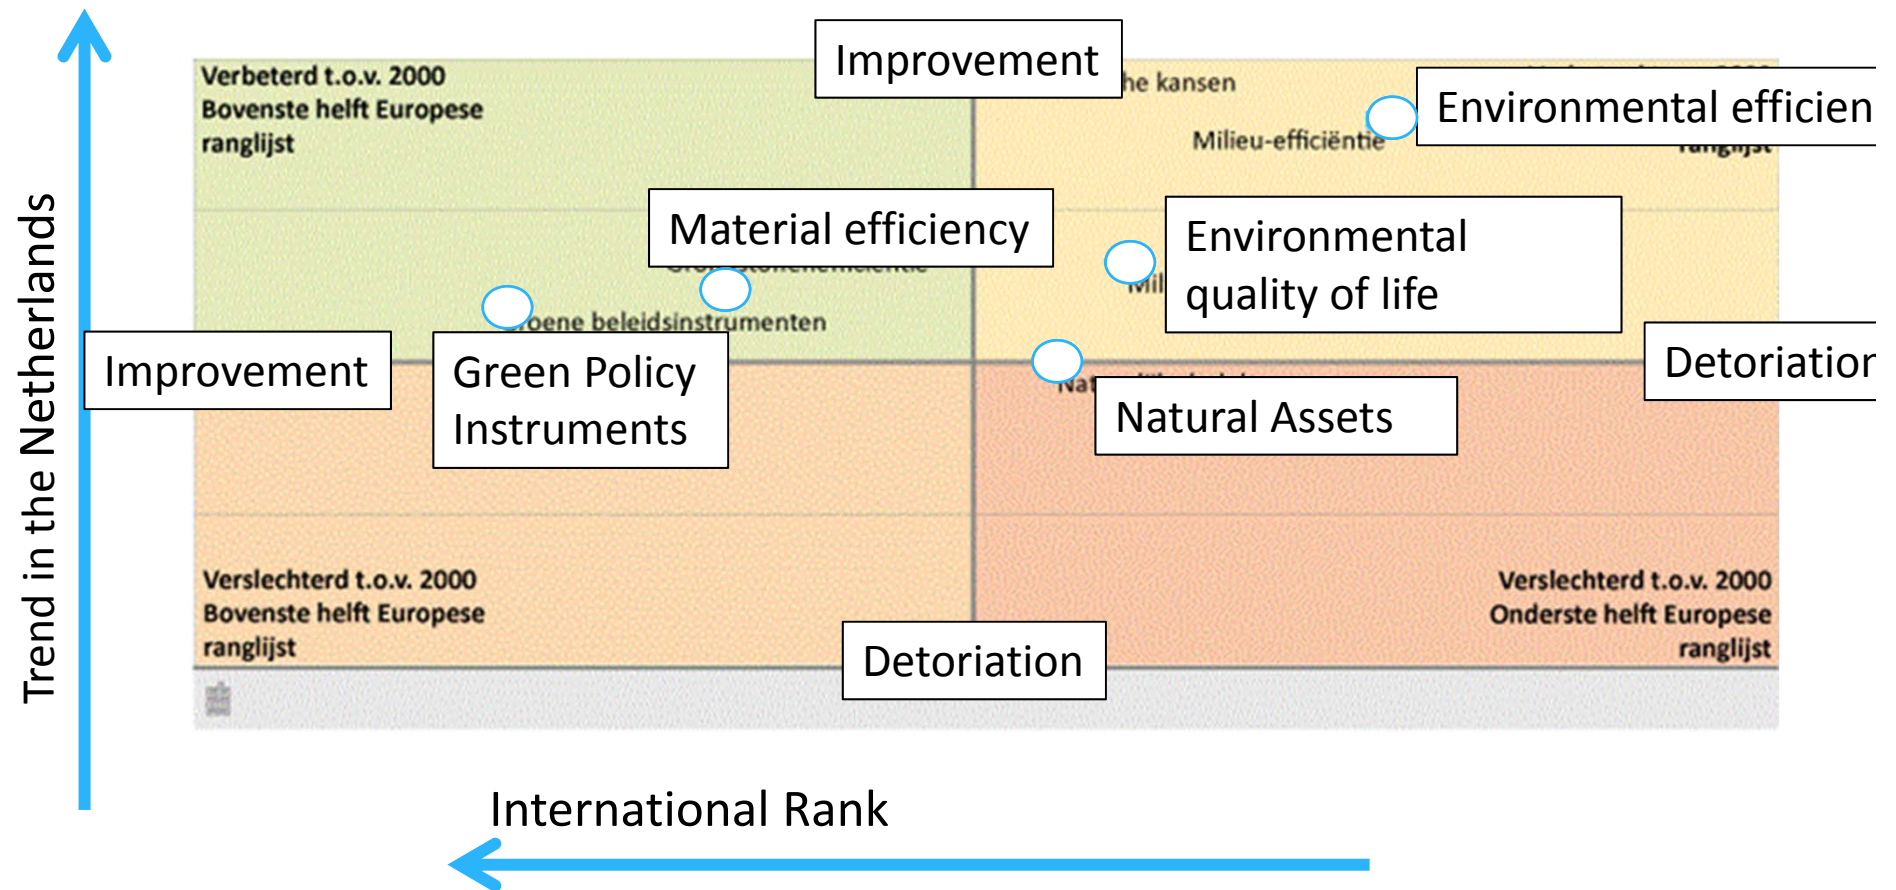 Improvement
Verbeterd t.o.v. 2000
Bovenste helft Europese
ranglijst
kansen
Environmental efficien
Milieu-efficiëntie
ranglijst
Material efficiency
Environmental
quality of life
beleidsinstrumenten
Improvement
Green Policy
Instruments
Detoriation
Natural Assets
Trend in the Netherlands
Verslechterd t.o.v. 2000
Bovenste helft Europese
ranglijst
Verslechterd t.o.v. 2000
Onderste helft Europese
ranglijst
Detoriation
International Rank